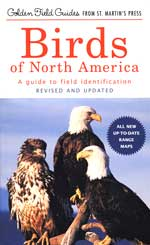 Golden Field Guides FROM ST. MARTIN'S PRESS
Birds
of North America
A guide to field identification
REVISED AND UPDATED
ALL NEW
UP-TO-DATE
RANGE
MAPS